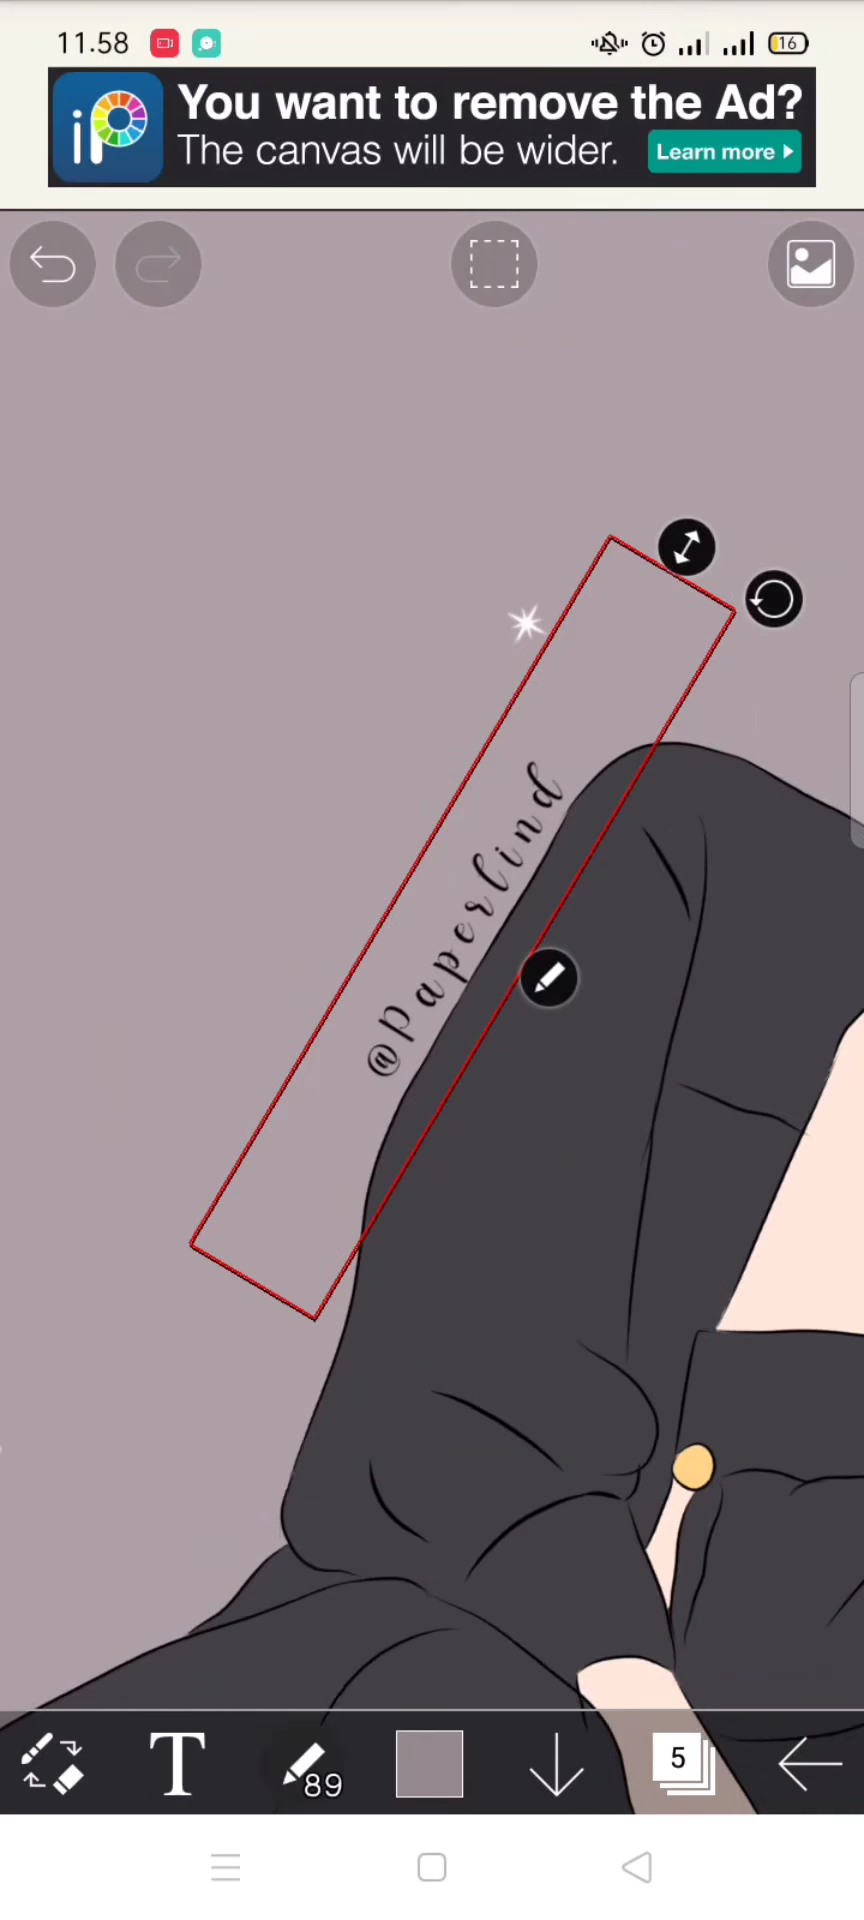 11.58
16
iP
You want to remove the Ad?
The canvas will be wider.
Learn more
@paperlind
T
89
5